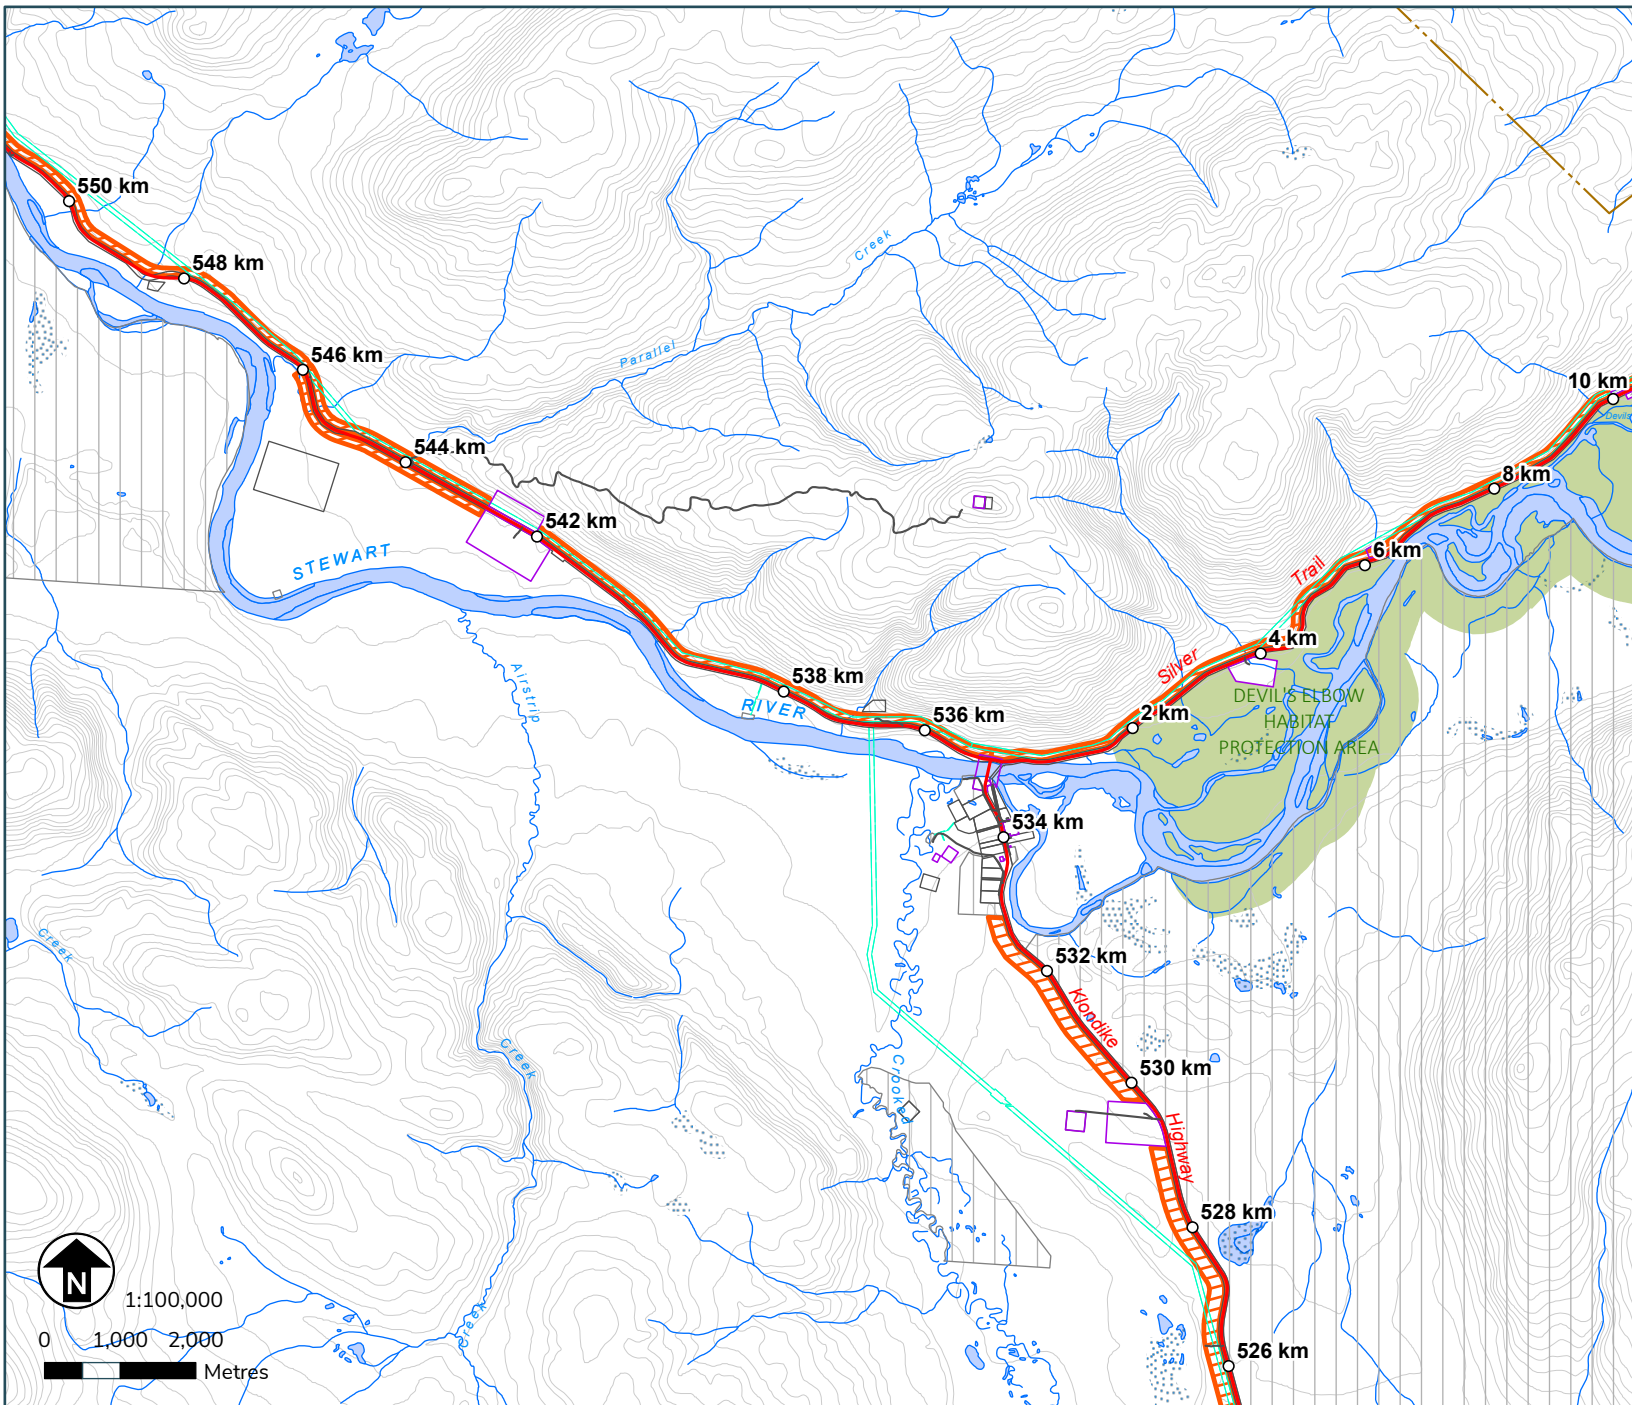 550 km
548 km
Creek
546 km
Parallel
10 km
544 km
8 km
542 km
6 km
STEWART
Trail
4 km
Silver
538 km
Airstrip
RIVER
536 km
2 km
DEVIL'S ELBOW
HABITAT
PROTECTION AREA
534 km
Creek
532 km
Klondike
Creek
530 km
Crooked
Highway
528 km
N
1:100,000
0 1,000 2,000
Metres
Creek
526 km
Devils